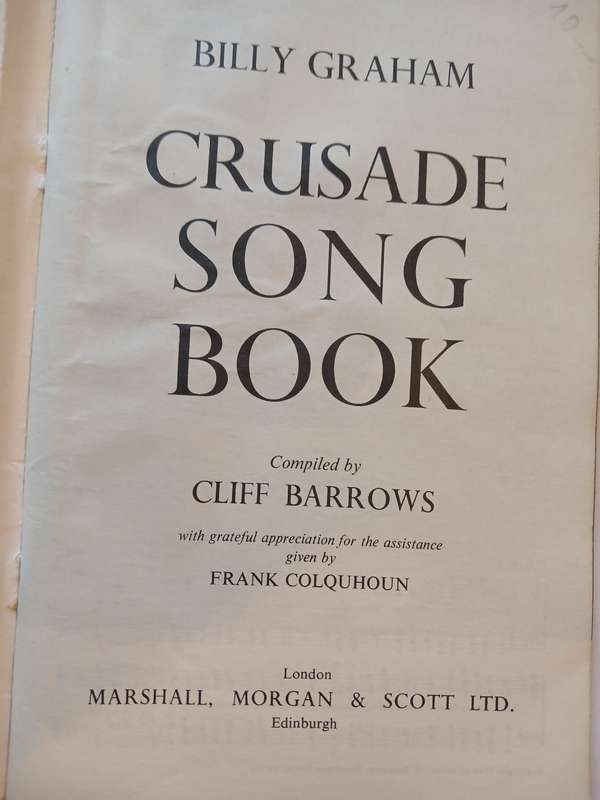 BILLY GRAHAM
CRUSADE
SONG
BOOK
Compiled by
CLIFF BARROWS
with grateful appreciation for the assistance
given by
FRANK COLQUHOUN
London
MARSHALL, MORGAN & SCOTT LTD.
Edinburgh